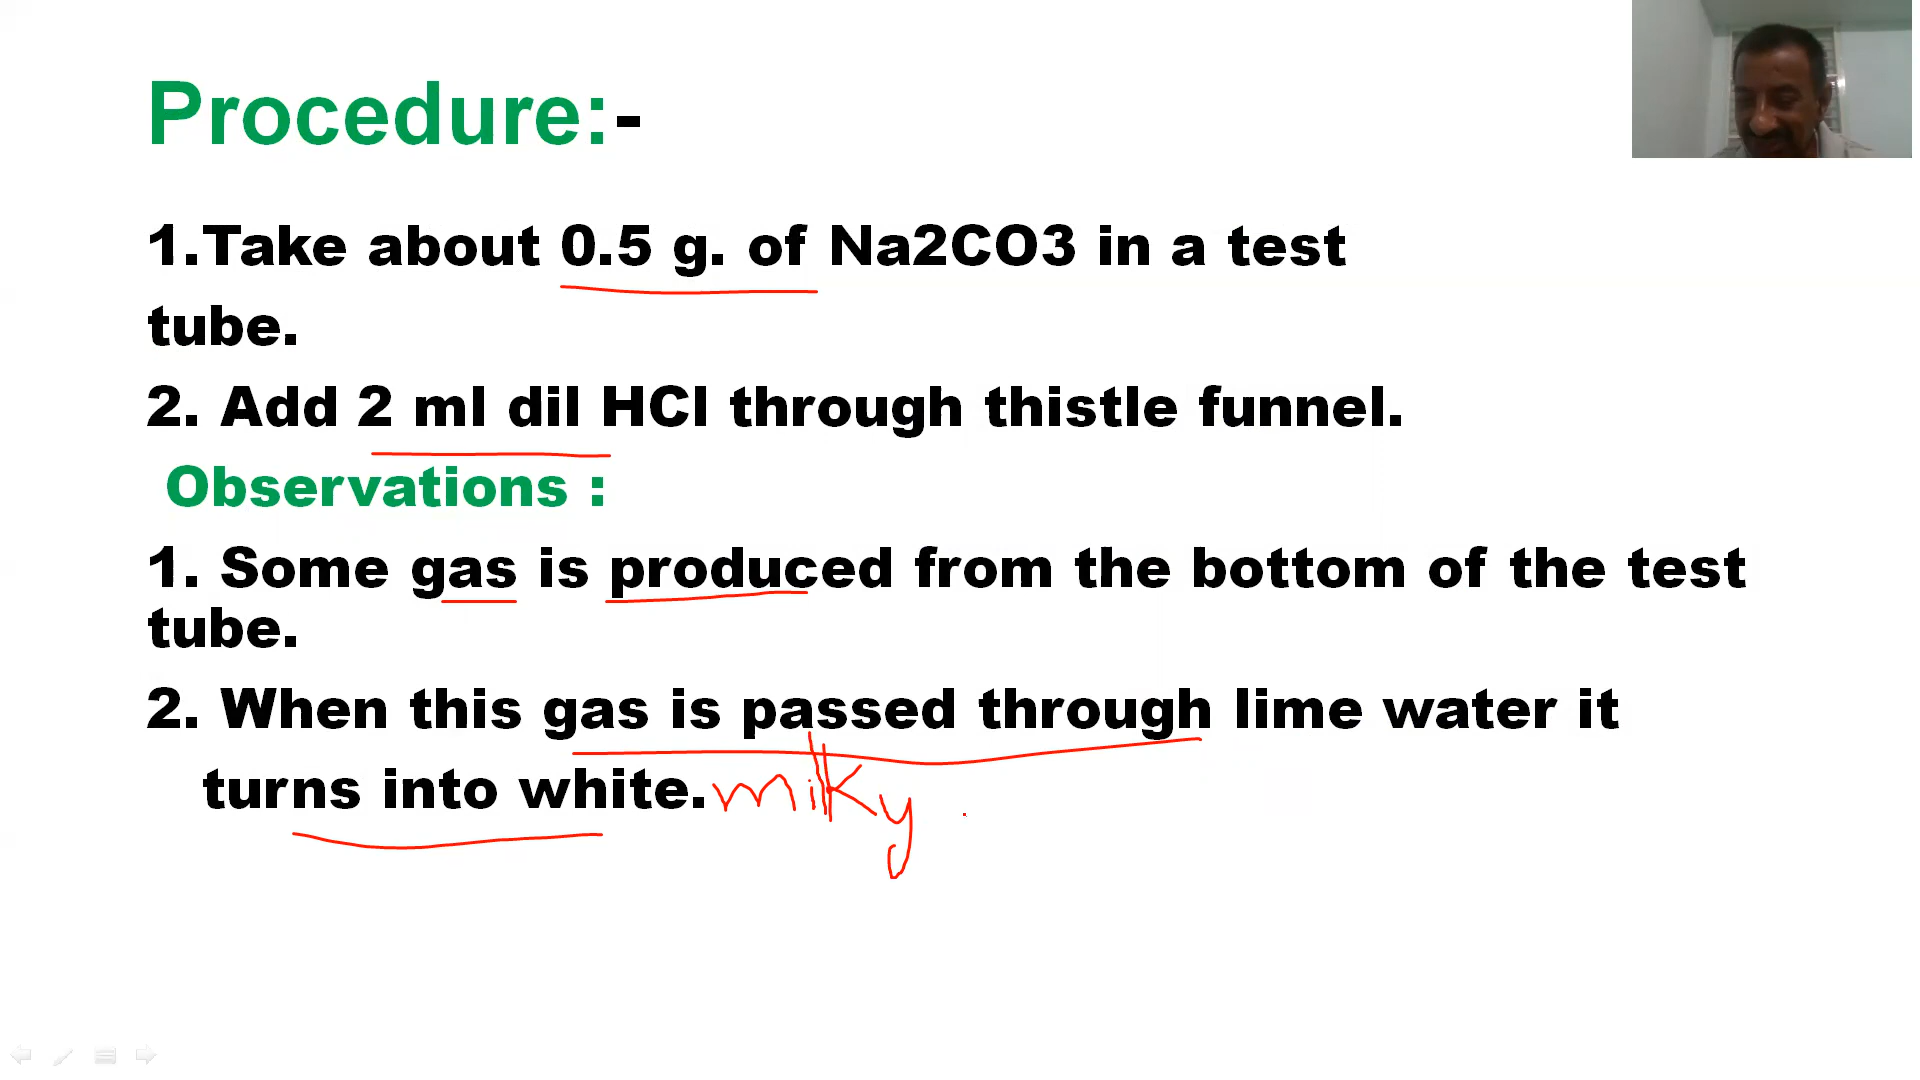 Procedure:-
1.Take about 0.5 g. of Na2CO3 in a test
tube.
2. Add 2 ml dil HCl through thistle funnel.
Observations :
1. Some gas is produced from the bottom of the test
tube.
2. When this gas is passed through lime water it
turns into white. milky